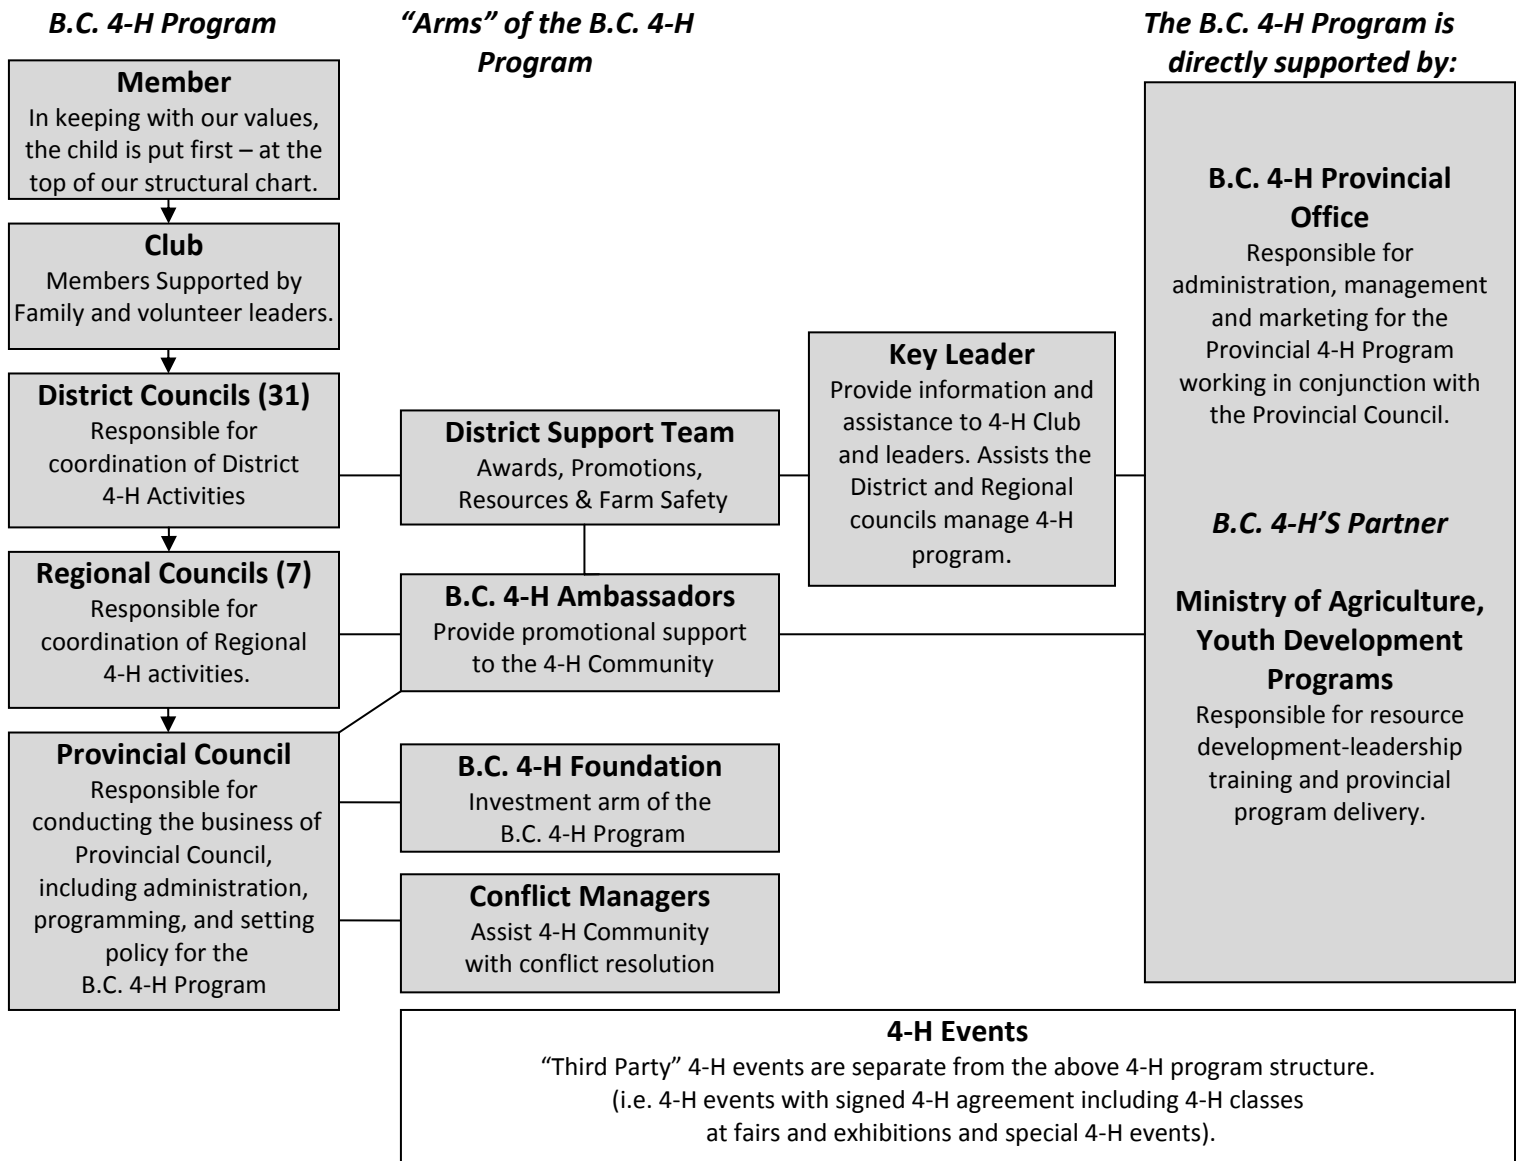 B.C. 4-H Program
Member
In keeping with our values,
the child is put first – at the
top of our structural chart.
Club
Members Supported by
Family and volunteer leaders.
District Councils (31)
Responsible for
coordination of District
4-H Activities
Regional Councils (7)
Responsible for
coordination of Regional
4-H activities.
Provincial Council
Responsible for
conducting the business of
Provincial Council,
including administration,
programming, and setting
policy for the
B.C. 4-H Program
“Arms” of the B.C. 4-H
Program
District Support Team
Awards, Promotions,
Resources & Farm Safety
B.C. 4-H Ambassadors
Provide promotional support
to the 4-H Community
B.C. 4-H Foundation
Investment arm of the
B.C. 4-H Program
Conflict Managers
Assist 4-H Community
with conflict resolution
Key Leader
Provide information and
assistance to 4-H Club
and leaders. Assists the
District and Regional
councils manage 4-H
program.
The B.C. 4-H Program is
directly supported by:
B.C. 4-H Provincial
Office
Responsible for
administration, management
and marketing for the
Provincial 4-H Program
working in conjunction with
the Provincial Council.
B.C. 4-H’S Partner
Ministry of Agriculture,
Youth Development
Programs
Responsible for resource
development-leadership
training and provincial
program delivery.
4-H Events
“Third Party” 4-H events are separate from the above 4-H program structure.
(i.e. 4-H events with signed 4-H agreement including 4-H classes
at fairs and exhibitions and special 4-H events).